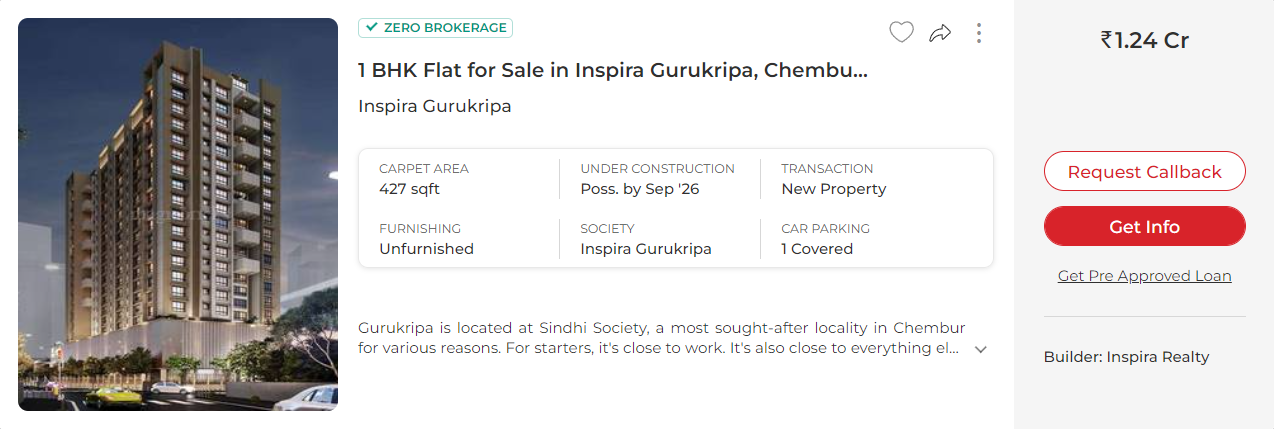 ZERO BROKERAGE
1 BHK Flat for Sale in Inspira Gurukripa, Chembu...
Inspira Gurukripa
CARPET AREA
427 sqft
UNDER CONSTRUCTION
Poss. by Sep '26
TRANSACTION
New Property
FURNISHING
Unfurnished
SOCIETY
Inspira Gurukripa
CAR PARKING
1 Covered
Gurukripa is located at Sindhi Society, a most sought-after locality in Chembur
for various reasons. For starters, it's close to work. It's also close to everything el...
₹1.24 Cr
Request Callback
Get Info
Get Pre Approved Loan
Builder: Inspira Realty